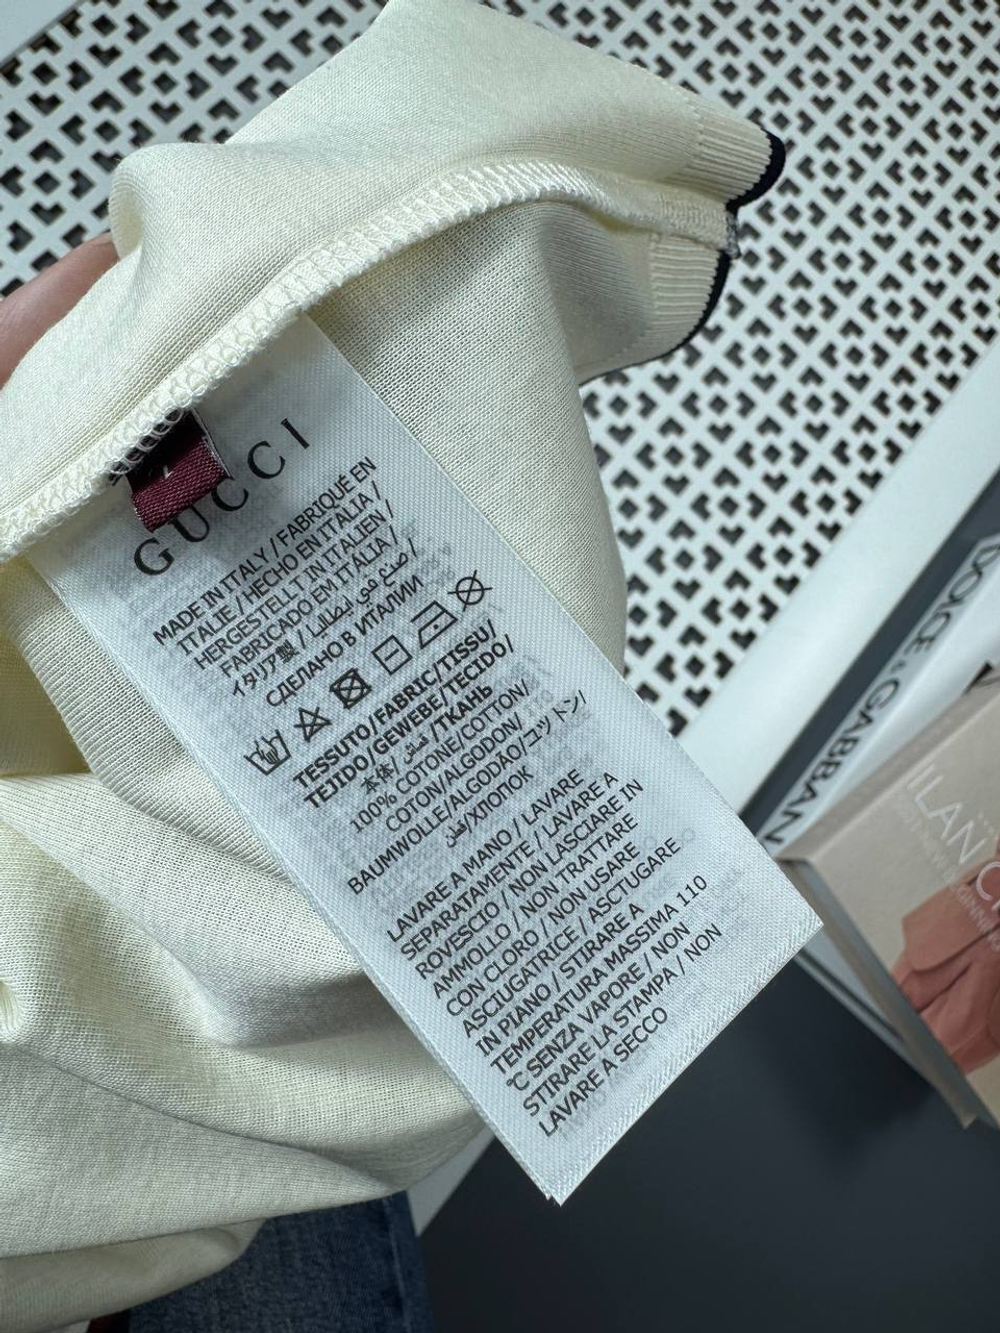 GUCCI
MADE IN ITALY / FABRIQUÉ EN
ITALIE / HECHO EN ITALIA /
HERGESTELLT IN ITALIEN /
FABRICADO EM ITÁLIA /
イタリア製 / صنع في إيطاليا /
СДЕЛАНО В ИТАЛИИ
TESSUTO/FABRIC/TISSU/
TEJIDO/GEWEBE/TECIDO/
本体/ قماش /ТКАНЬ
100% COTONE/COTTON/
COTON/ALGODON/
BAUMWOLLE/ALGODÃO/コットン/
قطن/ХЛОПОК
LAVARE A MANO / LAVARE
SEPARATAMENTE / LAVARE A
ROVESCIO / NON LASCIARE IN
AMMOLLO / NON TRATTARE
CON CLORO / NON USARE
ASCIUGATRICE / ASCTUGARE
IN PIANO / STIRARE A
TEMPERATURA MASSIMA 110
°C SENZA VAPORE / NON
STIRARE LA STAMPA / NON
LAVARE A SECCO
DOLCE & GABBAN
ILAN